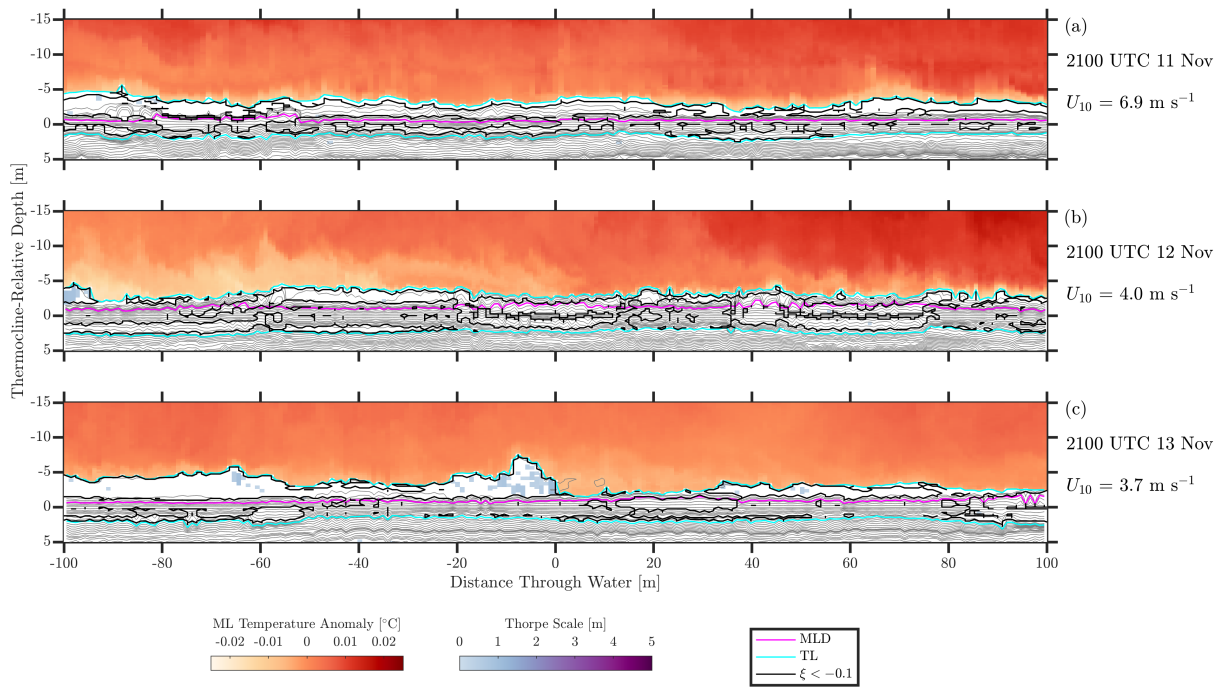 (a)
2100 UTC 11 Nov
U10 = 6.9 m s−1
-15
-10
-5
0
5
(b)
2100 UTC 12 Nov
U10 = 4.0 m s−1
-15
-10
-5
0
5
Thermocline-Relative Depth [m]
(c)
2100 UTC 13 Nov
U10 = 3.7 m s−1
-15
-10
-5
0
5
-100 -80 -60 -40 -20 0 20 40 60 80 100
Distance Through Water [m]
ML Temperature Anomaly [°C]
-0.02 -0.01 0 0.01 0.02
Thorpe Scale [m]
0 1 2 3 4 5
MLD
TL
ξ < −0.1